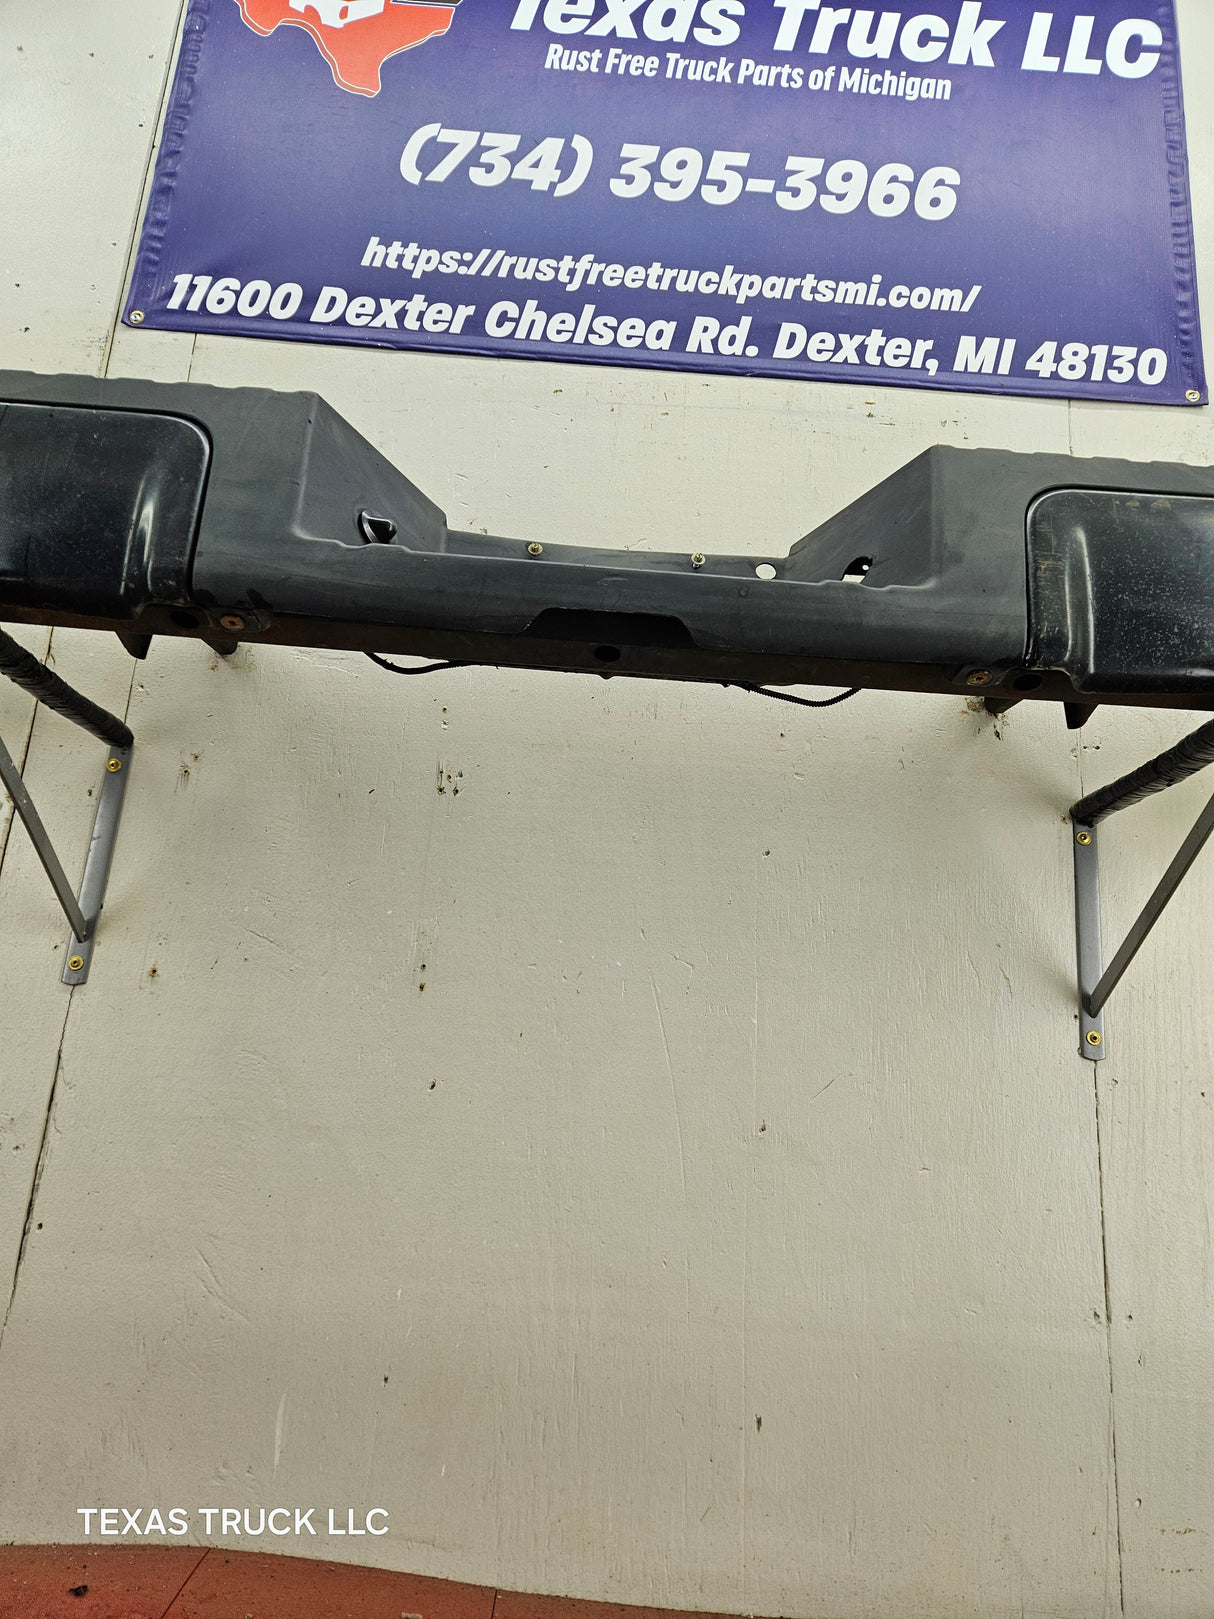 Texas Truck LLC
Rust Free Truck Parts of Michigan
(734) 395-3966
https://rustfreetruckpartsmi.com/
11600 Dexter Chelsea Rd. Dexter, MI 48130
TEXAS TRUCK LLC